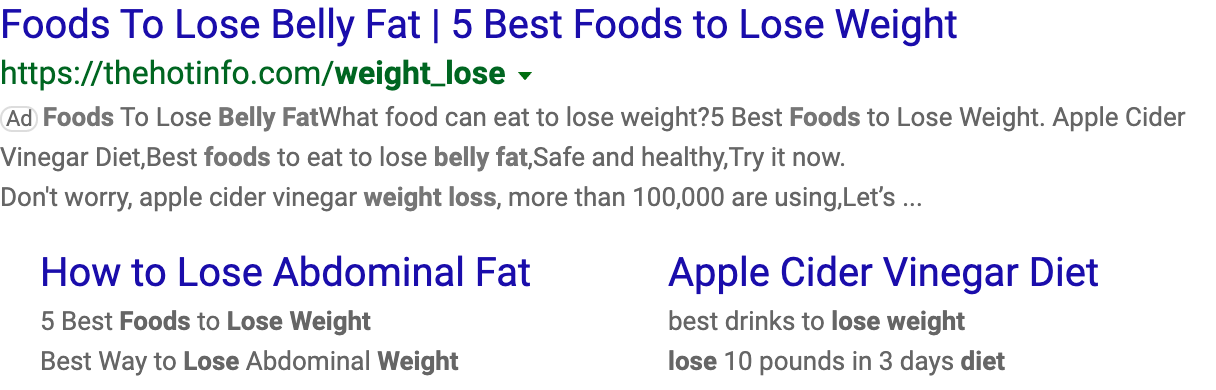 Foods To Lose Belly Fat | 5 Best Foods to Lose Weight
https://thehotinfo.com/weight_lose
Ad Foods To Lose Belly FatWhat food can eat to lose weight?5 Best Foods to Lose Weight. Apple Cider
Vinegar Diet,Best foods to eat to lose belly fat,Safe and healthy,Try it now.
Don't worry, apple cider vinegar weight loss, more than 100,000 are using,Let’s ...
How to Lose Abdominal Fat
5 Best Foods to Lose Weight
Best Way to Lose Abdominal Weight
Apple Cider Vinegar Diet
best drinks to lose weight
lose 10 pounds in 3 days diet